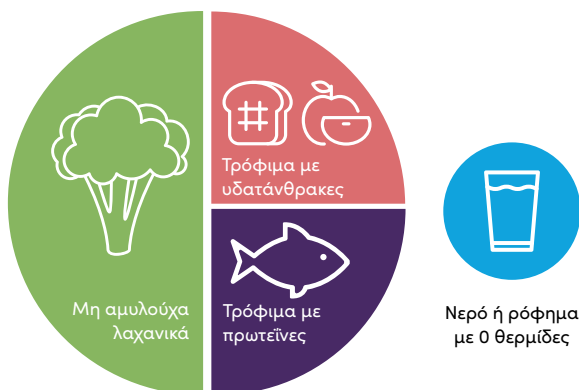 Τρόφιμα με
υδατάνθρακες
Μη αμυλούχα
λαχανικά
Τρόφιμα με
πρωτεΐνες
Νερό ή ρόφημα
με 0 θερμίδες